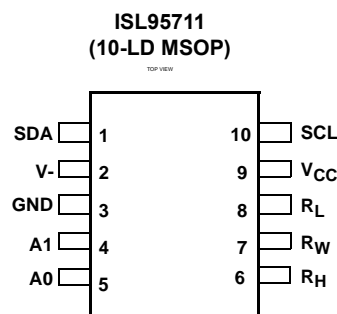 ISL95711
(10-LD MSOP)
TOP VIEW
SDA 1 10 SCL
V- 2 9 VCC
GND 3 8 RL
A1 4 7 RW
A0 5 6 RH